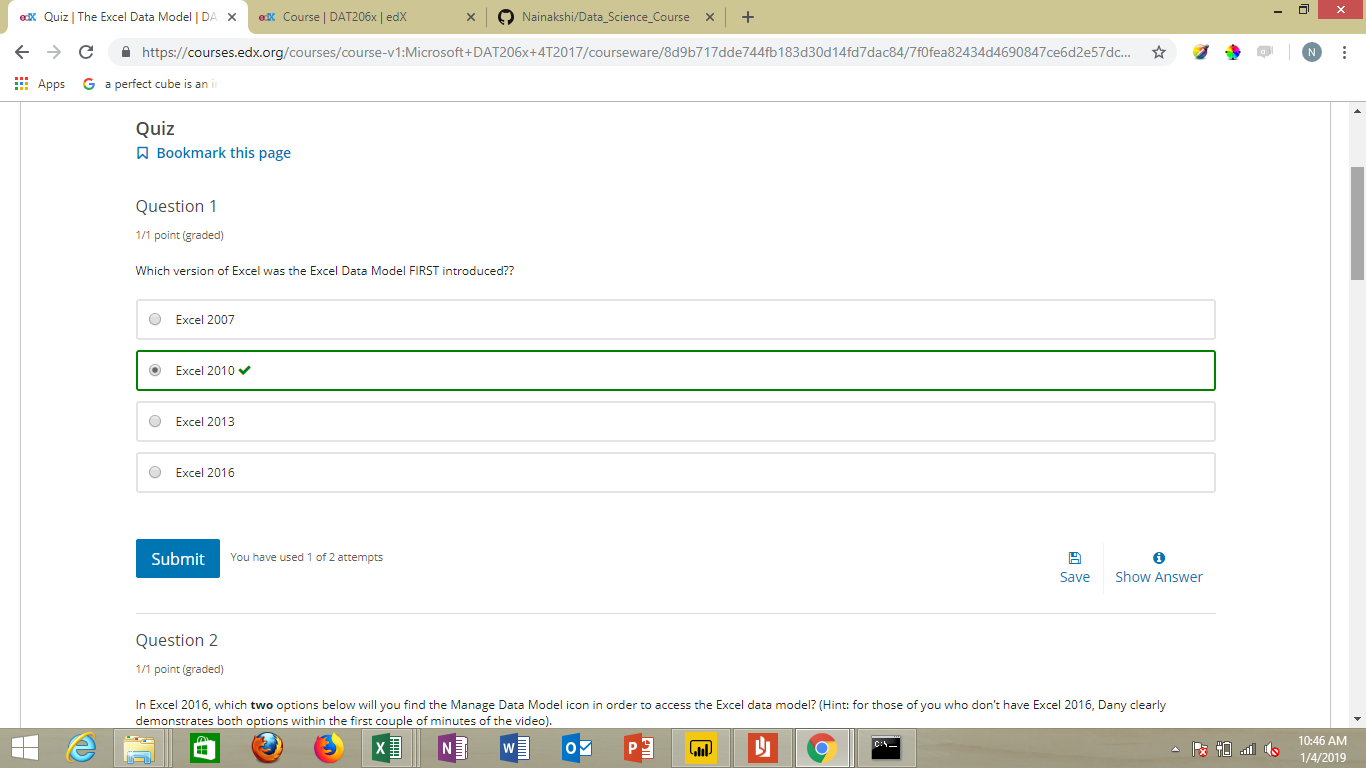 edX Quiz | The Excel Data Model | DA
edX Course | DAT206x | edX
Nainakshi/Data_Science_Course
https://courses.edx.org/courses/course-v1:Microsoft+DAT206x+4T2017/courseware/8d9b717dde744fb183d30d14fd7dac84/7f0fea82434d4690847ce6d2e57dc...
N
Apps
G a perfect cube is an i
Quiz
Bookmark this page
Question 1
1/1 point (graded)
Which version of Excel was the Excel Data Model FIRST introduced??
Excel 2007
Excel 2010
Excel 2013
Excel 2016
Submit
You have used 1 of 2 attempts
Save
Show Answer
Question 2
1/1 point (graded)
In Excel 2016, which two options below will you find the Manage Data Model icon in order to access the Excel data model? (Hint: for those of you who don't have Excel 2016, Dany clearly
demonstrates both options within the first couple of minutes of the video).
10:46 AM
1/4/2019